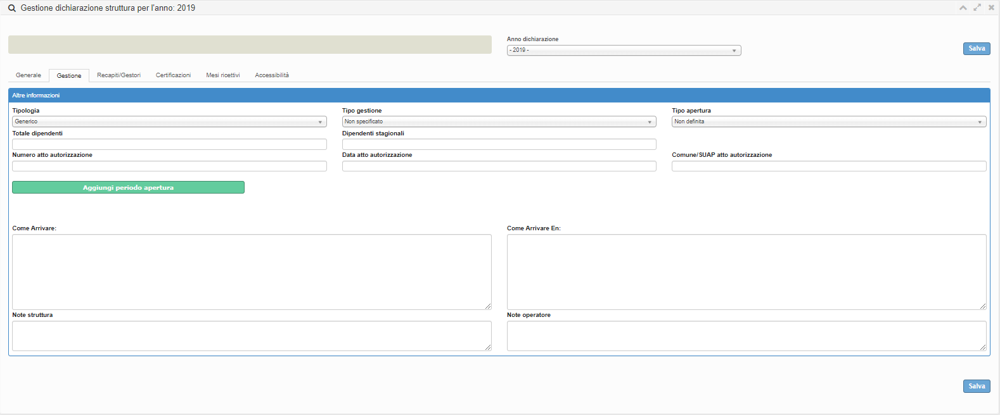 Gestione dichiarazione struttura per l'anno: 2019
Anno dichiarazione
- 2019 -
Salva
Generale Gestione Recapiti/Gestori Certificazioni Mesi ricettivi Accessibilità
Altre informazioni
Tipologia Tipo gestione Tipo apertura
Generico Non specificato Non definita
Totale dipendenti Dipendenti stagionali
Numero atto autorizzazione Data atto autorizzazione Comune/SUAP atto autorizzazione
Aggiungi periodo apertura
Come Arrivare: Come Arrivare En:
Note struttura Note operatore
Salva